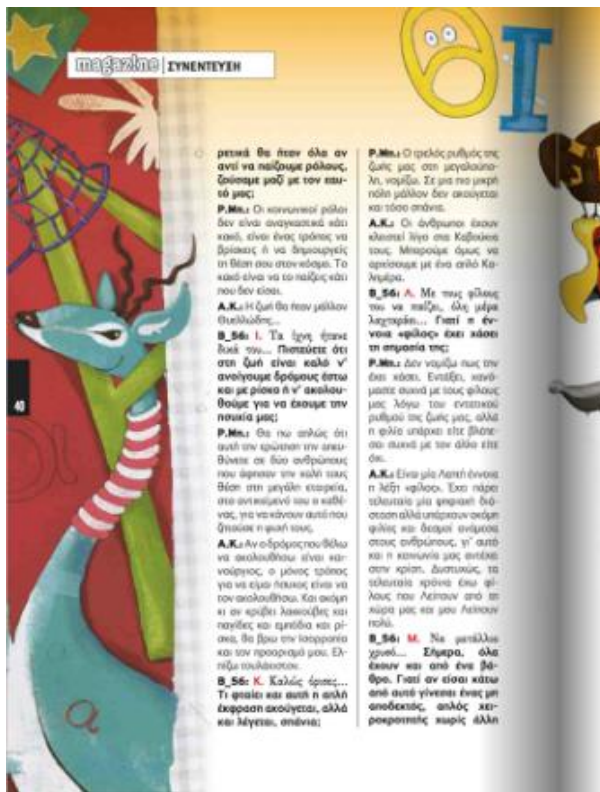 magazine | ΣΥΝΕΝΤΕΥΞΗ
θΙ
40
α
ρετικά θα ήταν όλα αν
αντί να παίζουμε ρόλους,
ζούσαμε μαζί με τον εαυ-
τό μας;
Ρ.Μπ.: Οι κοινωνικοί ρόλοι
δεν είναι αναγκαστικά κάτι
κακό, είναι ένας τρόπος να
βρίσκεις ή να δημιουργείς
τη θέση σου στον κόσμο. Το
κακό είναι να το παίζεις κάτι
που δεν είσαι.
Α.Κ.: Η ζωή θα ήταν μάλλον
Θυελλώδης...
Β_56: Ι. Τα ίχνη ήτανε
δικά του... Πιστεύετε ότι
στη ζωή είναι καλό ν'
ανοίγουμε δρόμους έστω
και με ρίσκο ή ν' ακολου-
θούμε για να έχουμε την
ησυχία μας;
Ρ.Μπ.: Θα πω απλώς ότι
αυτή την ερώτηση την απευ-
θύνετε σε δύο ανθρώπους
που άφησαν την καλή τους
θέση στη μεγάλη εταιρεία,
στο αντικείμενό του ο καθέ-
νας, για να κάνουν αυτό που
ζητούσε η ψυχή τους.
Α.Κ.: Αν ο δρόμος που θέλω
να ακολουθήσω είναι και-
νούργιος, ο μόνος τρόπος
για να είμαι ήσυχος είναι να
τον ακολουθήσω. Και ακόμη
κι αν κρύβει λακκούβες και
παγίδες και εμπόδια και ρί-
σκα, θα βρω την Ισορροπία
και τον προορισμό μου. Ελ-
πίζω τουλάχιστον.
Β_56: Κ. Καλώς όρισες...
Τι φταίει και αυτή η απλή
έκφραση ακούγεται, αλλά
και λέγεται, σπάνια;
Ρ.Μπ.: Ο τρελός ρυθμός της
ζωής μας στη μεγαλούπο-
λη, νομίζω. Σε μια πιο μικρή
πόλη μάλλον δεν ακούγεται
και τόσο σπάνια.
Α.Κ.: Οι άνθρωποι έχουν
κλειστεί λίγο στα Καβούκια
τους. Μπορούμε όμως να
αρχίσουμε με ένα απλό Κα-
λημέρα.
Β_56: Λ. Με τους φίλους
του να παίζει, όλη μέρα
λαχταράει... Γιατί η έν-
νοια «φίλος» έχει χάσει
τη σημασία της;
Ρ.Μπ.: Δεν νομίζω πως την
έχει χάσει. Εντάξει, χανό-
μαστε συχνά με τους φίλους
μας λόγω του εντατικού
ρυθμού της ζωής μας, αλλά
η φιλία υπάρχει είτε βλέπε-
σαι συχνά με τον άλλο είτε
όχι.
Α.Κ.: Είναι μία Λεπτή έννοια
η λέξη «φίλος». Έχει πάρει
τελευταία μία ψηφιακή διά-
σταση αλλά υπάρχουν ακόμη
φιλίες και δεσμοί ανάμεσα
στους ανθρώπους, γι' αυτό
και η κοινωνία μας αντέχει
στην κρίση. Δυστυχώς, τα
τελευταία χρόνια έχω φί-
λους που Λείπουν από τη
χώρα μας και μου Λείπουν
πολύ.
Β_56: Μ. Να μετάλλιο
χρυσό... Σήμερα, όλα
έχουν και από ένα βά-
θρο. Γιατί αν είσαι κάτω
από αυτό γίνεσαι ένας μη
αποδεκτός, απλός χει-
ροκροτητής χωρίς άλλη